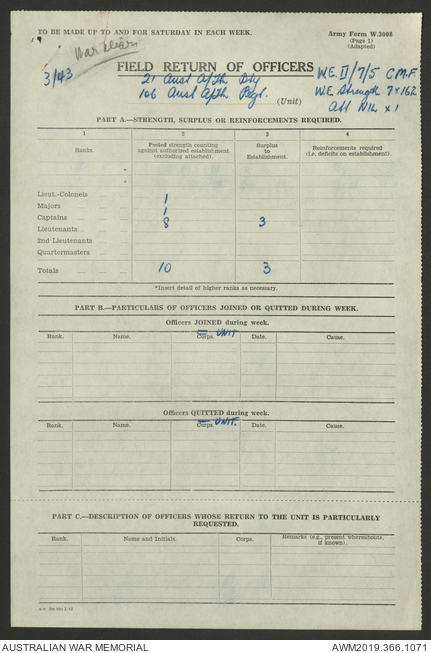 TO BE MADE UP TO AND FOR SATURDAY IN EACH WEEK.
Army Form W.3008
(Page 1)
(Adapted)
War Diary
3/43
FIELD RETURN OF OFFICERS
21 Aust A/Tk Bty
106 Aust A/Tk Regt.
(Unit)
W.E. II/7/5 C.M.F.
W.E. Strength 7 x 162
Att Nil x 1
PART A.—STRENGTH, SURPLUS OR REINFORCEMENTS REQUIRED.
1 2 3 4
Ranks. Posted strength counting against authorized establishment (excluding attached). Surplus to Establishment. Reinforcements required (i.e. deficits on establishment).
*
*
Lieut.-Colonels
Majors 1
Captains 1
Lieutenants 8 3
2nd Lieutenants
Quartermasters
Totals 10 3
*Insert detail of higher ranks as necessary.
PART B.—PARTICULARS OF OFFICERS JOINED OR QUITTED DURING WEEK.
Officers JOINED during week.
Rank. Name. Corps. UNIT Date. Cause.
Officers QUITTED during week.
Rank. Name. Corps. UNIT. Date. Cause.
PART C.—DESCRIPTION OF OFFICERS WHOSE RETURN TO THE UNIT IS PARTICULARLY REQUESTED.
Rank. Name and Initials. Corps. Remarks (e.g., present whereabouts, if known).
AUSTRALIAN WAR MEMORIAL
AWM2019.366.1071